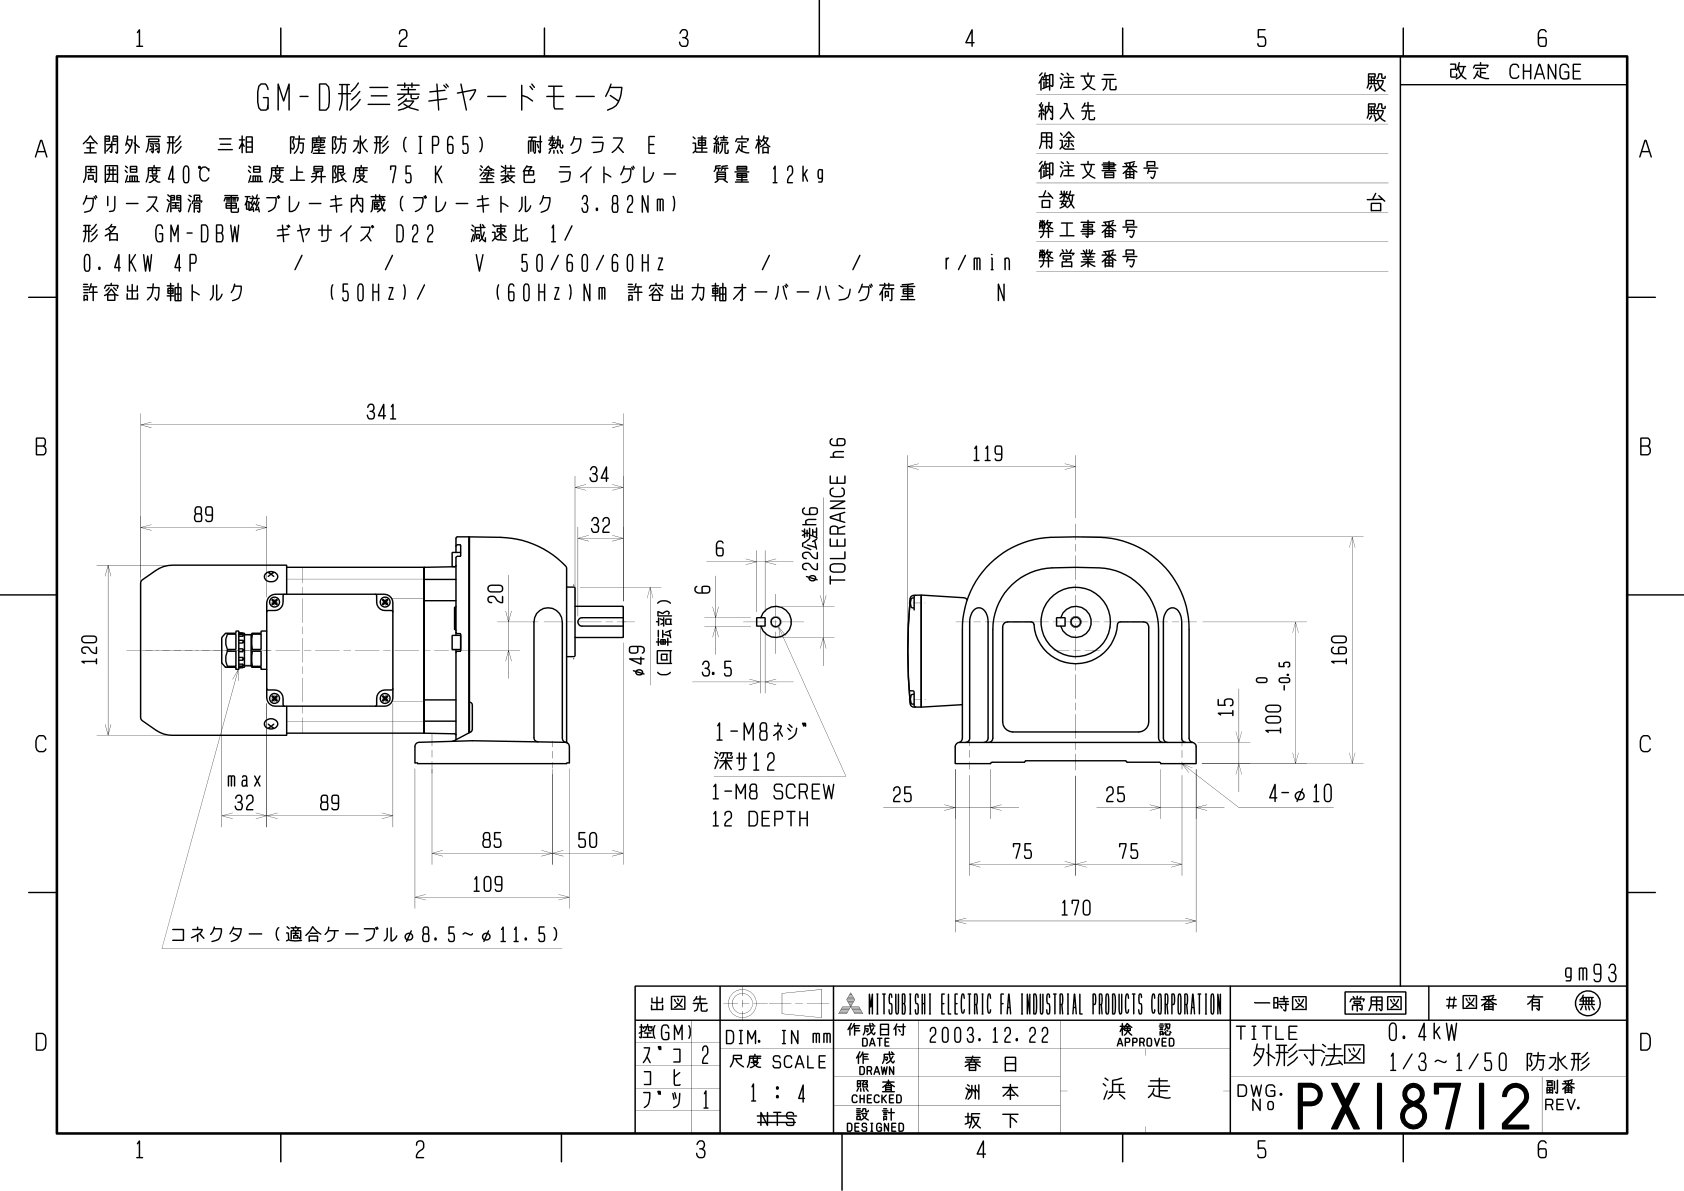 1 2 3 4 5 6
改定 CHANGE
GM-D形三菱ギヤードモータ
全閉外扇形 三相 防塵防水形(IP65) 耐熱クラス E 連続定格
周囲温度40℃ 温度上昇限度 75 K 塗装色 ライトグレー 質量 12kg
グリース潤滑 電磁ブレーキ内蔵(ブレーキトルク 3.82Nm)
形名 GM-DBW ギヤサイズ D22 減速比 1/
0.4KW 4P / / V 50/60/60Hz / / r/min
許容出力軸トルク (50Hz)/ (60Hz)Nm 許容出力軸オーバーハング荷重 N
御注文元 殿
納入先 殿
用途
御注文書番号
台数 台
弊工事番号
弊営業番号
A A
B B
C C
D D
341
34
89
32
120
20
φ49
(回転部)
max
32
89
85
50
109
コネクター(適合ケーブルφ8.5~φ11.5)
6
6
3.5
φ22公差h6
TOLERANCE h6
1-M8ネジ
深サ12
1-M8 SCREW
12 DEPTH
119
160
15
100 0 -0.5
25
25
4-φ10
75
75
170
gm93
出図先
控(GM)
ズコ 2
コヒ
ブツ 1
DIM. IN mm
尺度 SCALE
1 : 4
NTS
MITSUBISHI ELECTRIC FA INDUSTRIAL PRODUCTS CORPORATION
作成日付 DATE 2003.12.22
検認 APPROVED
作成 DRAWN 春日
照査 CHECKED 洲本
浜走
設計 DESIGNED 坂下
一時図 常用図 #図番 有 無
TITLE 0.4kW
外形寸法図 1/3~1/50 防水形
DWG. No PX18712
副番 REV.
1 2 3 4 5 6